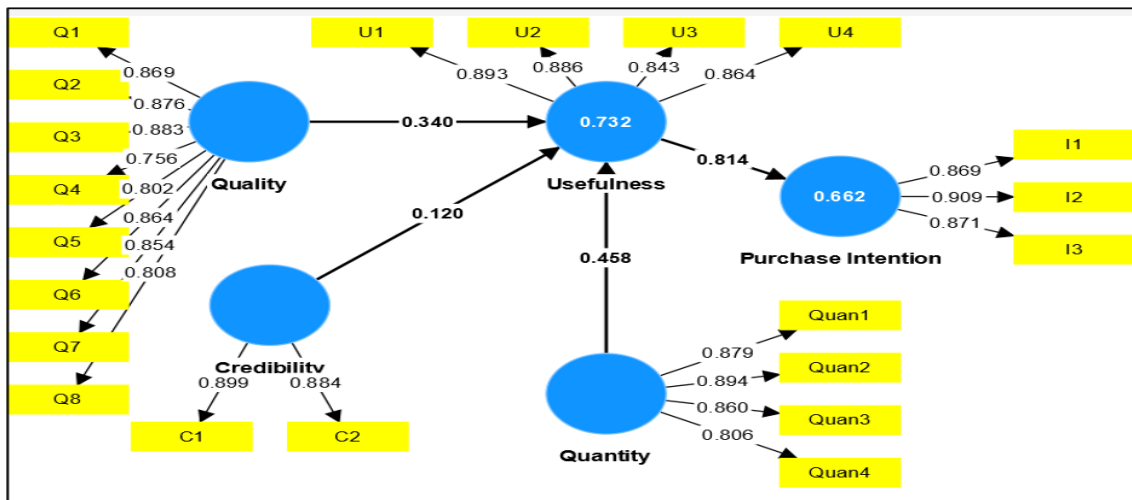 Q1
Q2
Q3
Q4
Q5
Q6
Q7
Q8
0.869
0.876
0.883
0.756
0.802
0.864
0.854
0.808
Quality
0.340
0.120
Credibility
0.899
0.884
C1
C2
U1
U2
U3
U4
0.893
0.886
0.843
0.864
0.732
Usefulness
0.814
0.458
0.662
Purchase Intention
0.869
0.909
0.871
I1
I2
I3
Quantity
0.879
0.894
0.860
0.806
Quan1
Quan2
Quan3
Quan4